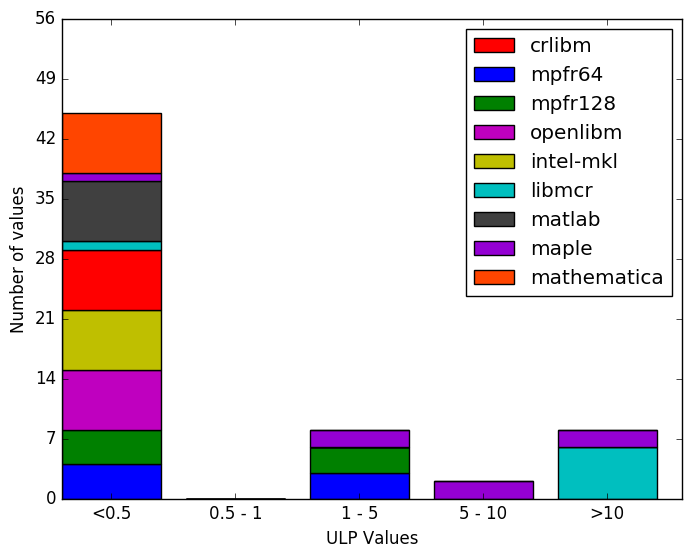 56
49
42
35
28
21
14
7
0
Number of values
<0.5
0.5 - 1
1 - 5
5 - 10
>10
ULP Values
crlibm
mpfr64
mpfr128
openlibm
intel-mkl
libmcr
matlab
maple
mathematica